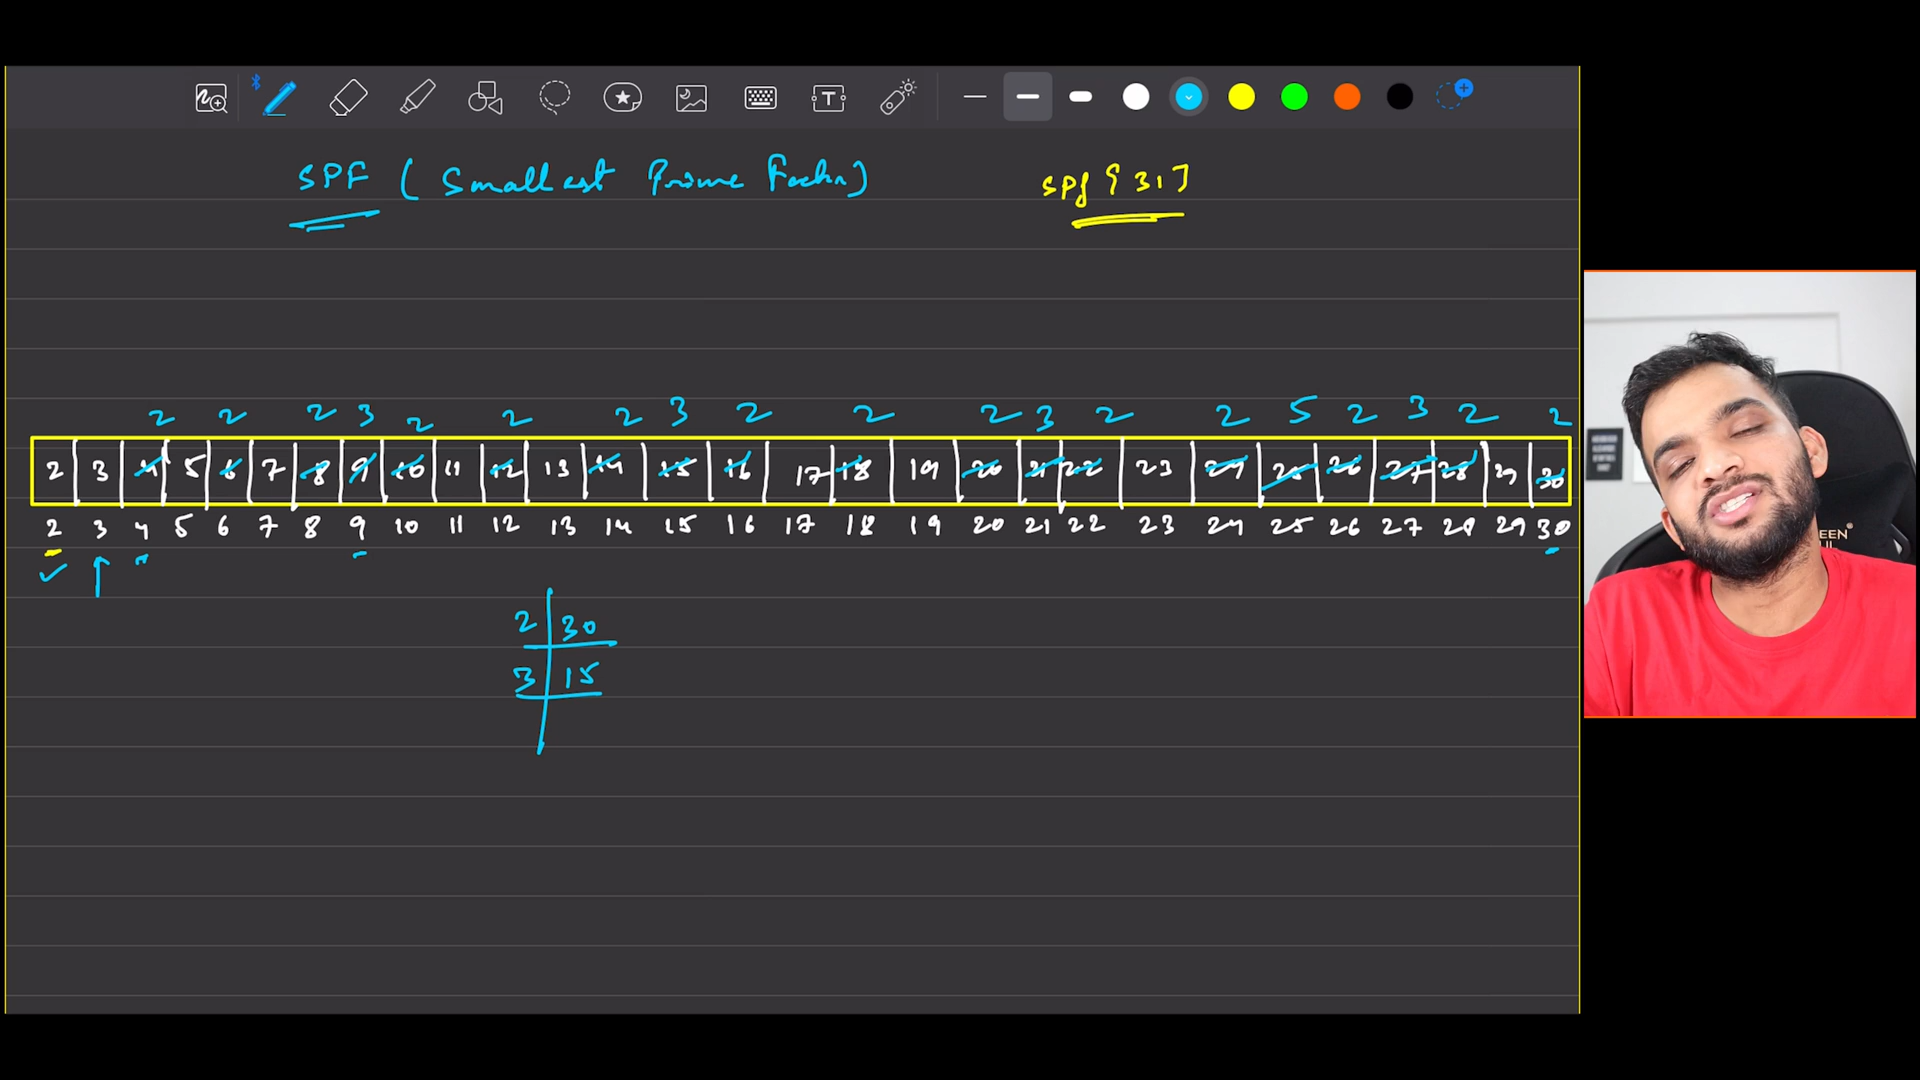 SPF (Smallest Prime Factor)
spf[31]
2 2 2 3 2 2 2 3 2 2 2 3 2 2 5 2 3 2 2
2 3 4 5 6 7 8 9 10 11 12 13 14 15 16 17 18 19 20 21 22 23 24 25 26 27 28 29 30
2 3 4 5 6 7 8 9 10 11 12 13 14 15 16 17 18 19 20 21 22 23 24 25 26 27 28 29 30
2 30
3 15
T
EEN